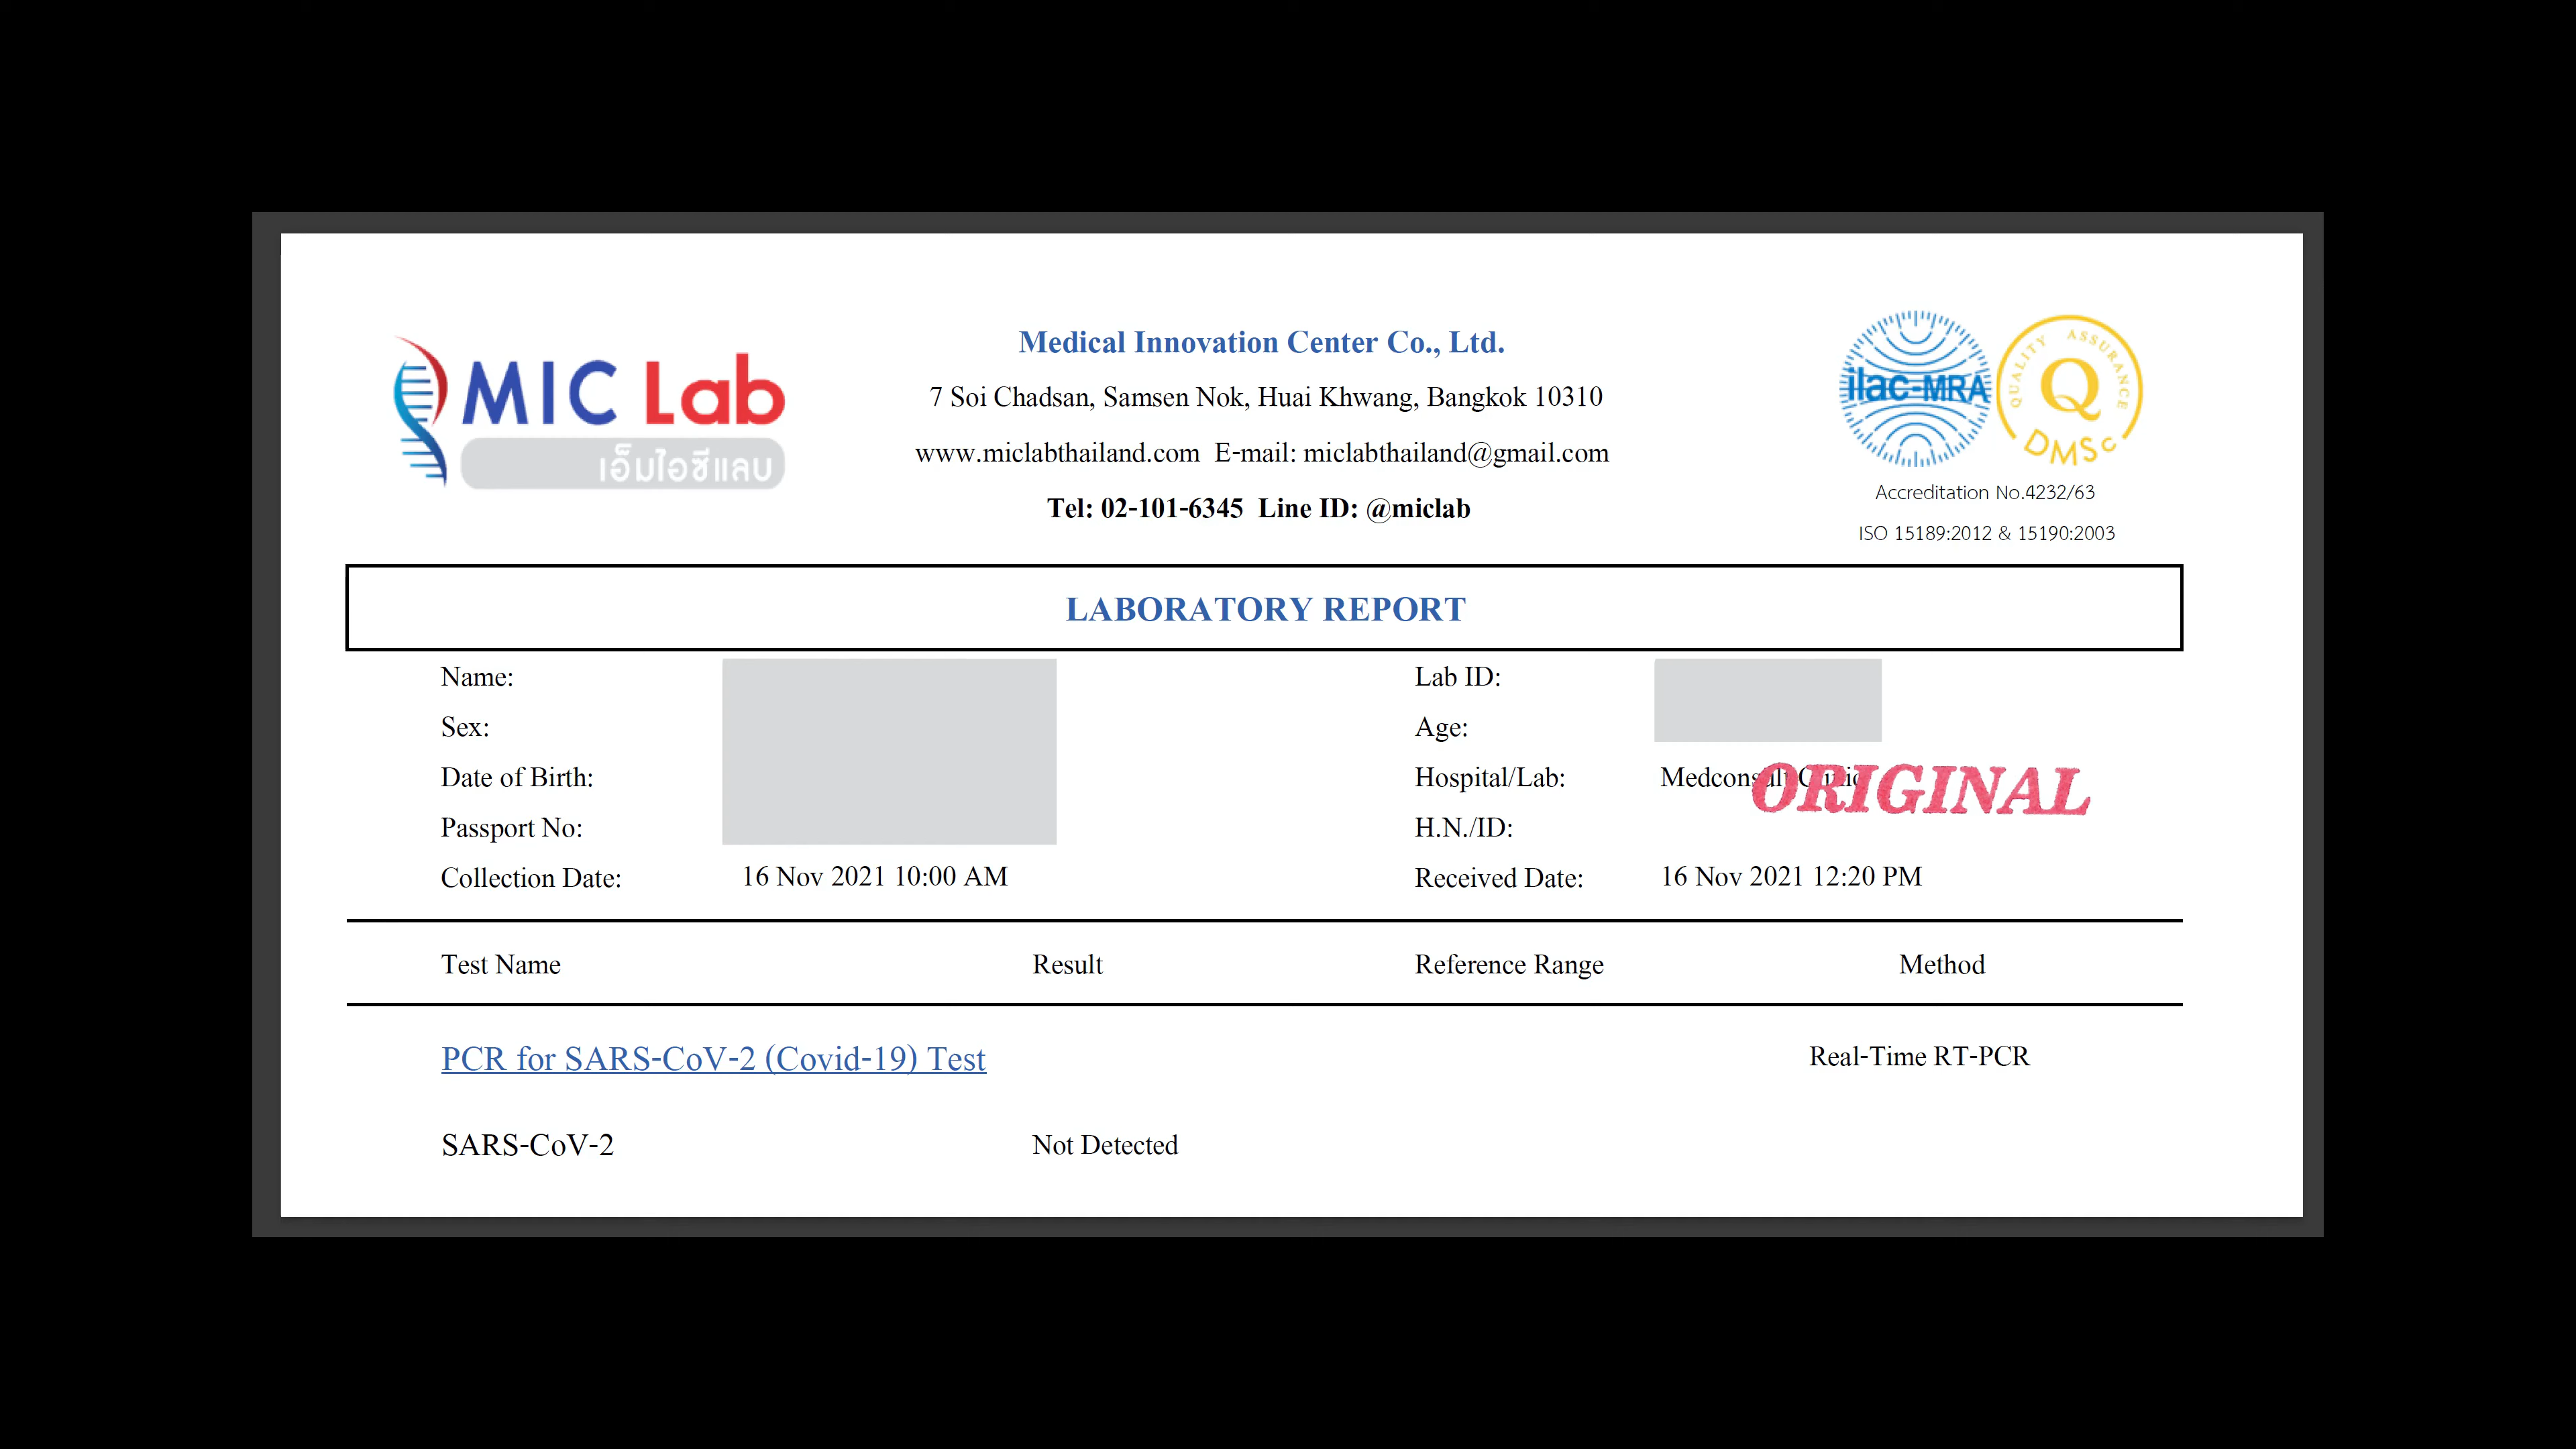 MIC Lab
เอ็มไอซีแลบ
Medical Innovation Center Co., Ltd.
7 Soi Chadsan, Samsen Nok, Huai Khwang, Bangkok 10310
www.miclabthailand.com E-mail: miclabthailand@gmail.com
Tel: 02-101-6345 Line ID: @miclab
ilac-MRA
QUALITY ASSURANCE
Q
DMSc
Accreditation No.4232/63
ISO 15189:2012 & 15190:2003
LABORATORY REPORT
Name:
Lab ID:
Sex:
Age:
Date of Birth:
Hospital/Lab: Medconsult Clinic
ORIGINAL
Passport No:
H.N./ID:
Collection Date: 16 Nov 2021 10:00 AM
Received Date: 16 Nov 2021 12:20 PM
Test Name Result Reference Range Method
PCR for SARS-CoV-2 (Covid-19) Test Real-Time RT-PCR
SARS-CoV-2 Not Detected